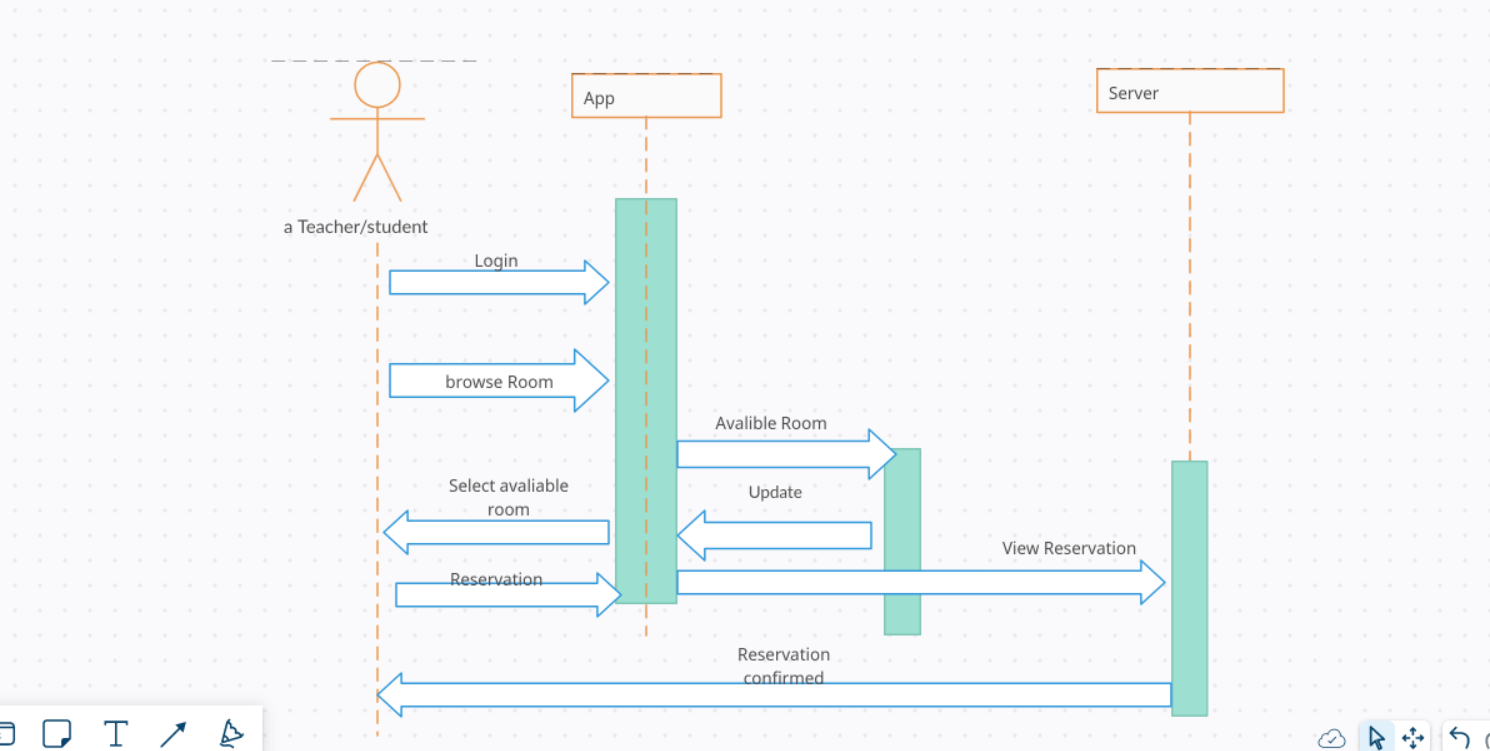 App
Server
a Teacher/student
Login
browse Room
Avalible Room
Select avaliable
room
Update
View Reservation
Reservation
Reservation
confirmed
T